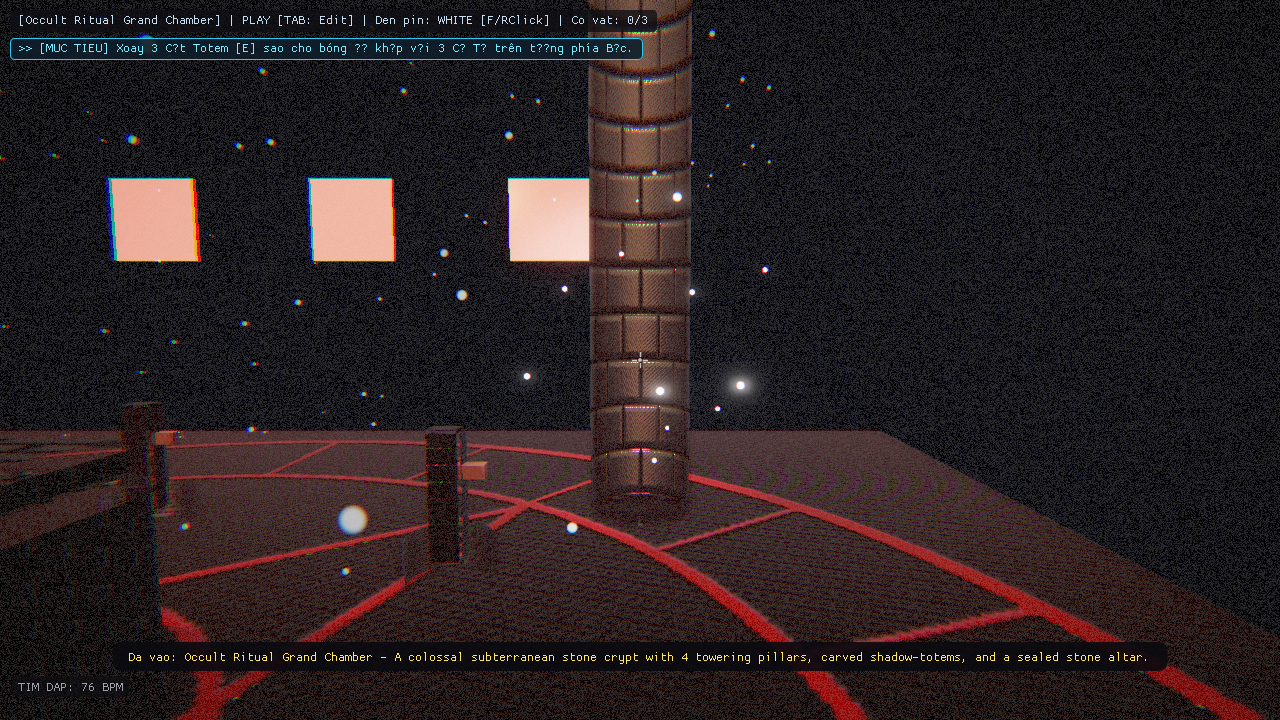 [Occult Ritual Grand Chamber] | PLAY [TAB: Edit] | Den pin: WHITE [F/RClick] | Co vat: 0/3
>> [MUC TIEU] Xoay 3 C?t Totem [E] sao cho bóng ?? kh?p v?i 3 C? T? trên t??ng phía B?c.
Da vao: Occult Ritual Grand Chamber - A colossal subterranean stone crypt with 4 towering pillars, carved shadow-totems, and a sealed stone altar.
TIM DAP: 76 BPM